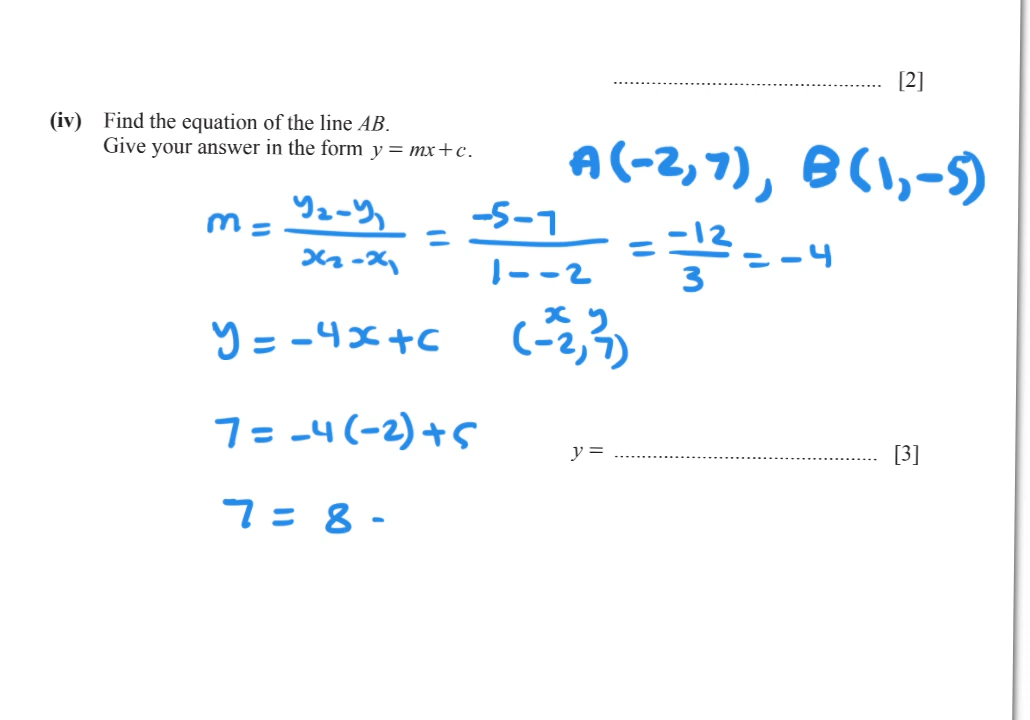 [2]
(iv) Find the equation of the line AB.
Give your answer in the form y = mx+c.
A(-2,7), B(1,-5)
m = y₂-y₁/x₂-x₁ = -5-7/1--2 = -12/3 = -4
y = -4x+c (-2,7)
x y
7 = -4(-2)+c
y = [3]
7 = 8 -